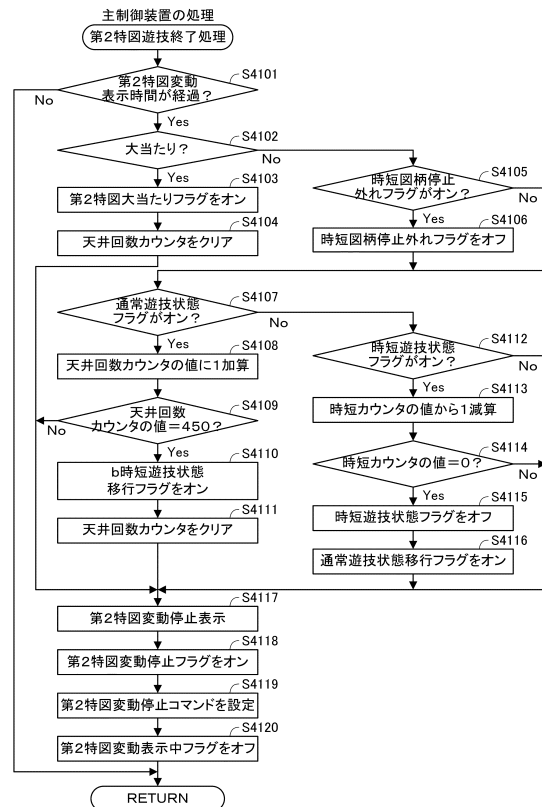 主制御装置の処理
第2特図遊技終了処理
S4101
第2特図変動
表示時間が経過？
No
Yes
S4102
大当たり？
No
Yes
S4103
第2特図大当たりフラグをオン
S4104
天井回数カウンタをクリア
S4105
時短図柄停止
外れフラグがオン？
No
Yes
S4106
時短図柄停止外れフラグをオフ
S4107
通常遊技状態
フラグがオン？
No
Yes
S4108
天井回数カウンタの値に1加算
S4109
天井回数
カウンタの値＝450？
No
Yes
S4110
b時短遊技状態
移行フラグをオン
S4111
天井回数カウンタをクリア
S4112
時短遊技状態
フラグがオン？
No
Yes
S4113
時短カウンタの値から1減算
S4114
時短カウンタの値＝0？
No
Yes
S4115
時短遊技状態フラグをオフ
S4116
通常遊技状態移行フラグをオン
S4117
第2特図変動停止表示
S4118
第2特図変動停止フラグをオン
S4119
第2特図変動停止コマンドを設定
S4120
第2特図変動表示中フラグをオフ
RETURN